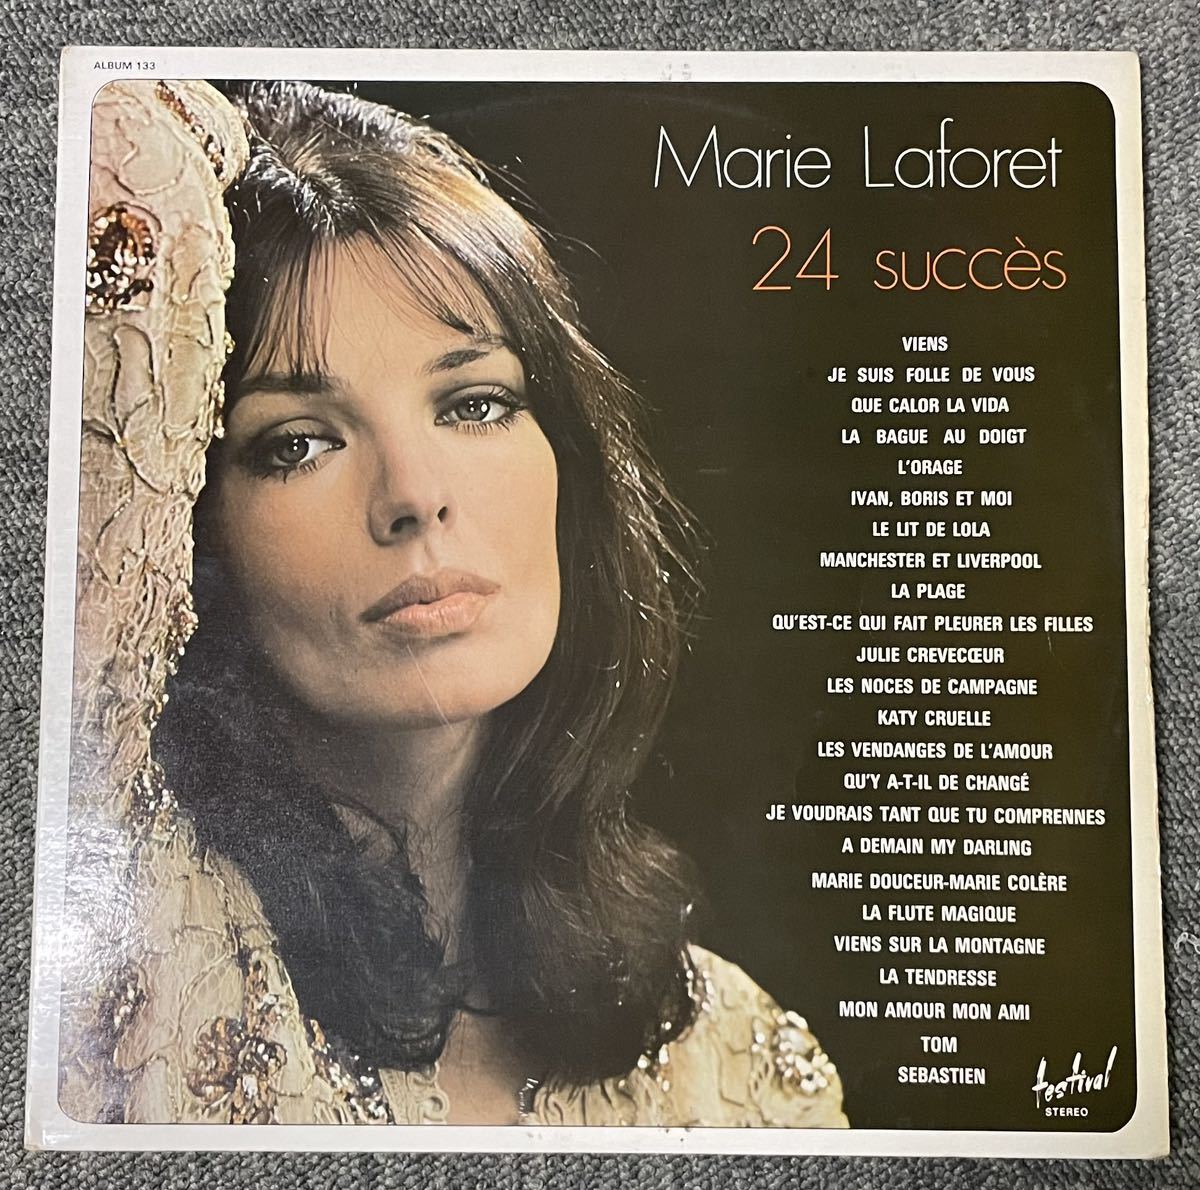 ALBUM 133
Marie Laforet
24 succès
VIENS
JE SUIS FOLLE DE VOUS
QUE CALOR LA VIDA
LA BAGUE AU DOIGT
L'ORAGE
IVAN, BORIS ET MOI
LE LIT DE LOLA
MANCHESTER ET LIVERPOOL
LA PLAGE
QU'EST-CE QUI FAIT PLEURER LES FILLES
JULIE CREVECŒUR
LES NOCES DE CAMPAGNE
KATY CRUELLE
LES VENDANGES DE L'AMOUR
QU'Y A-T-IL DE CHANGÉ
JE VOUDRAIS TANT QUE TU COMPRENNES
A DEMAIN MY DARLING
MARIE DOUCEUR-MARIE COLÈRE
LA FLUTE MAGIQUE
VIENS SUR LA MONTAGNE
LA TENDRESSE
MON AMOUR MON AMI
TOM
SEBASTIEN
festival
STEREO